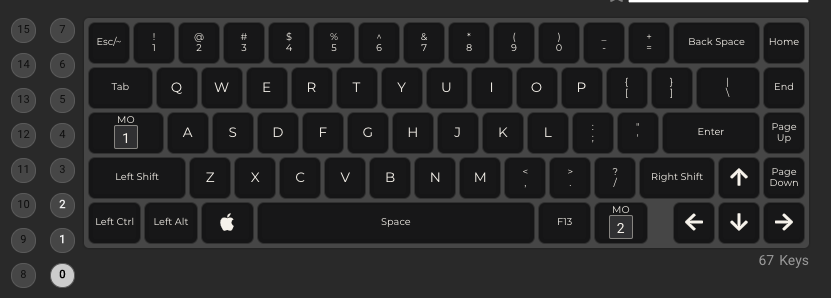 15 7
14 6
13 5
12 4
11 3
10 2
9 1
8 0
Esc/~ ! 1 @ 2 # 3 $ 4 % 5 ^ 6 & 7 * 8 ( 9 ) 0 _ - + = Back Space Home
Tab Q W E R T Y U I O P { [ } ] | \ End
MO 1 A S D F G H J K L : ; " ' Enter Page Up
Left Shift Z X C V B N M < , > . ? / Right Shift Page Down
Left Ctrl Left Alt Space F13 MO 2
67 Keys